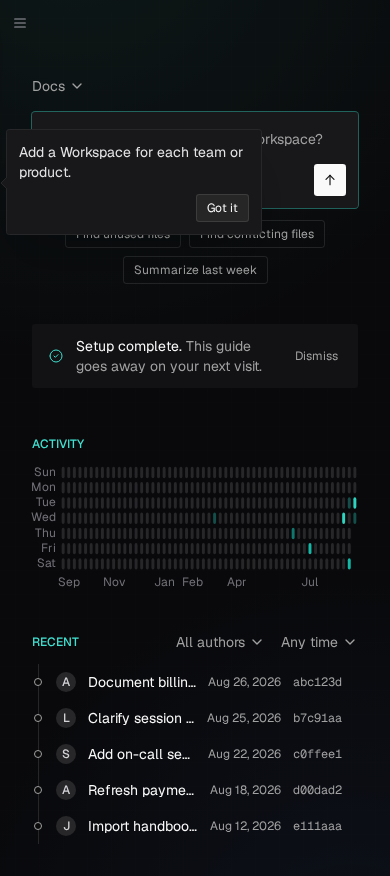 Docs
orkspace?
Add a Workspace for each team or
product.
Got it
Find unused files
Find conflicting files
Summarize last week
Setup complete. This guide
goes away on your next visit.
Dismiss
ACTIVITY
Sun
Mon
Tue
Wed
Thu
Fri
Sat
Sep Nov Jan Feb Apr Jul
RECENT All authors Any time
A Document billin... Aug 26, 2026 abc123d
L Clarify session ... Aug 25, 2026 b7c91aa
S Add on-call se... Aug 22, 2026 c0ffee1
A Refresh payme... Aug 18, 2026 d00dad2
J Import handboo... Aug 12, 2026 e111aaa